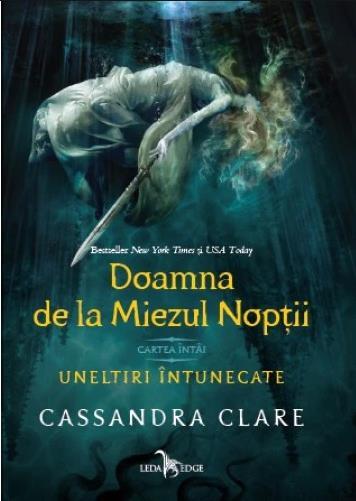 Bestseller New York Times și USA Today
Doamna
de la Miezul Nopții
CARTEA ÎNTÂI
UNELTIRI ÎNTUNECATE
CASSANDRA CLARE
LEDA EDGE